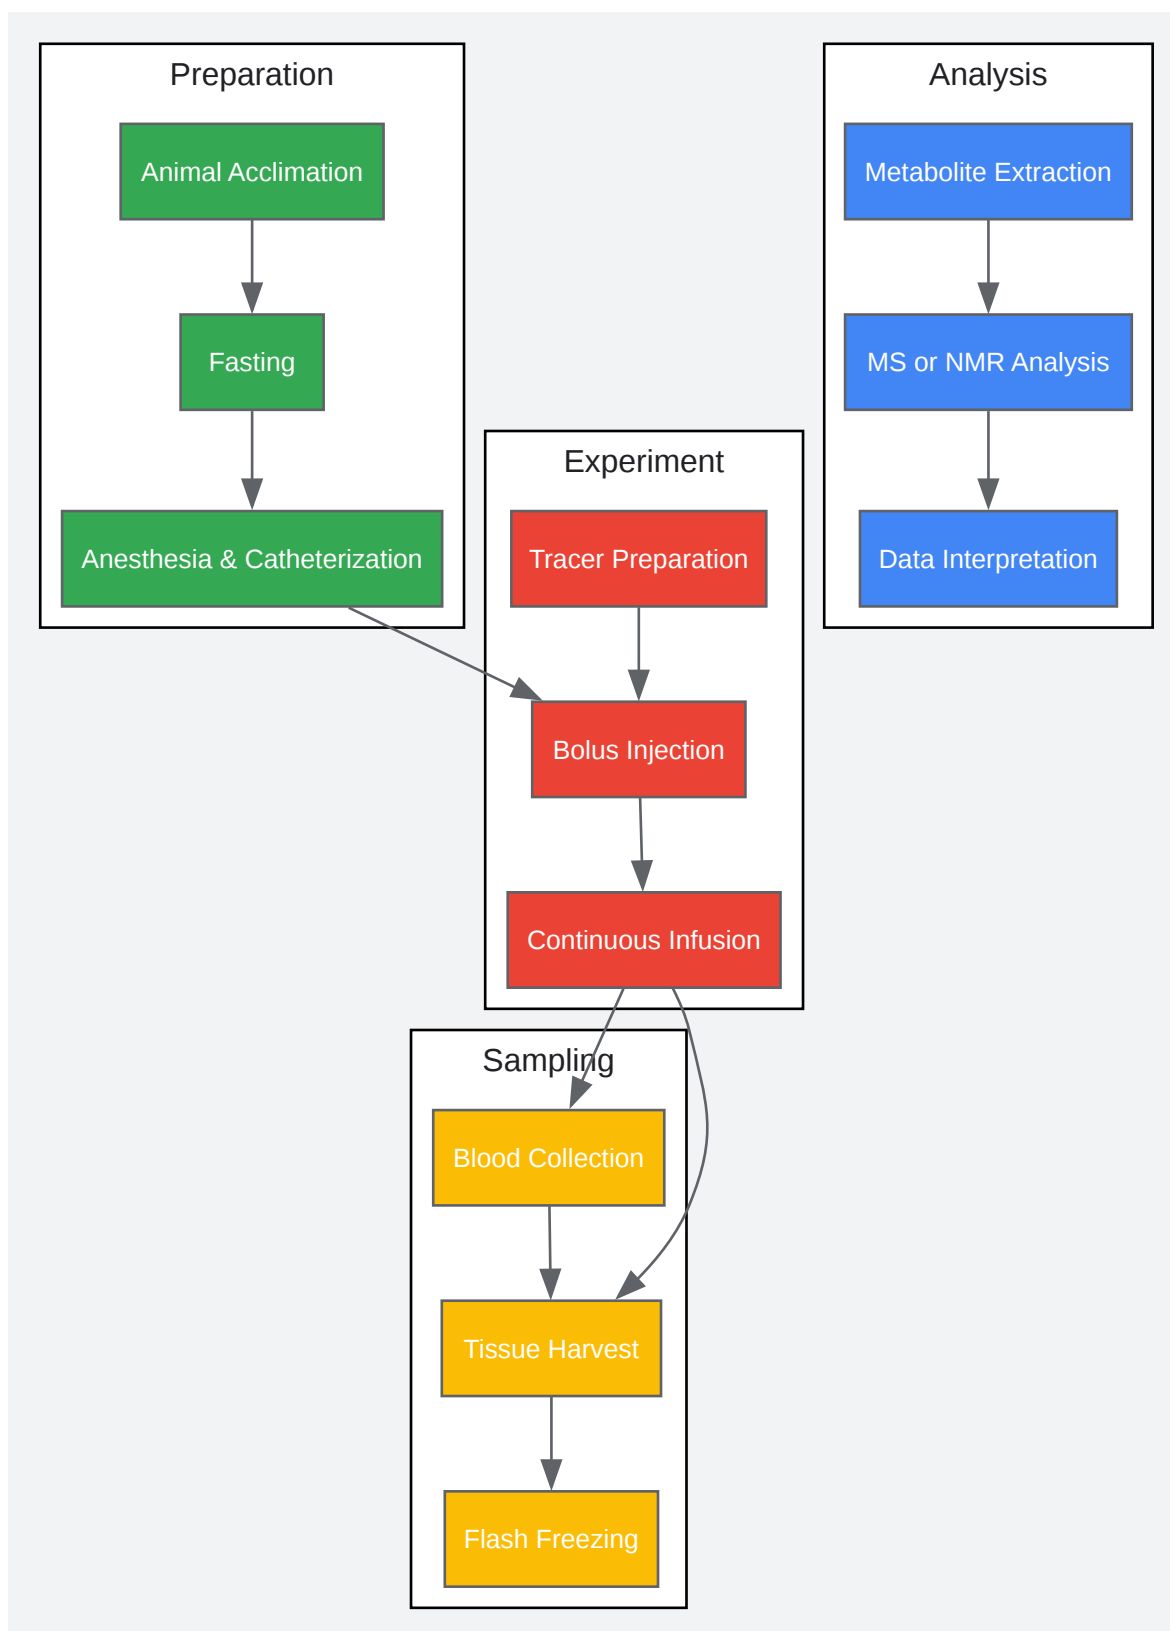 Preparation
Animal Acclimation
Fasting
Anesthesia & Catheterization
Experiment
Tracer Preparation
Bolus Injection
Continuous Infusion
Sampling
Blood Collection
Tissue Harvest
Flash Freezing
Analysis
Metabolite Extraction
MS or NMR Analysis
Data Interpretation